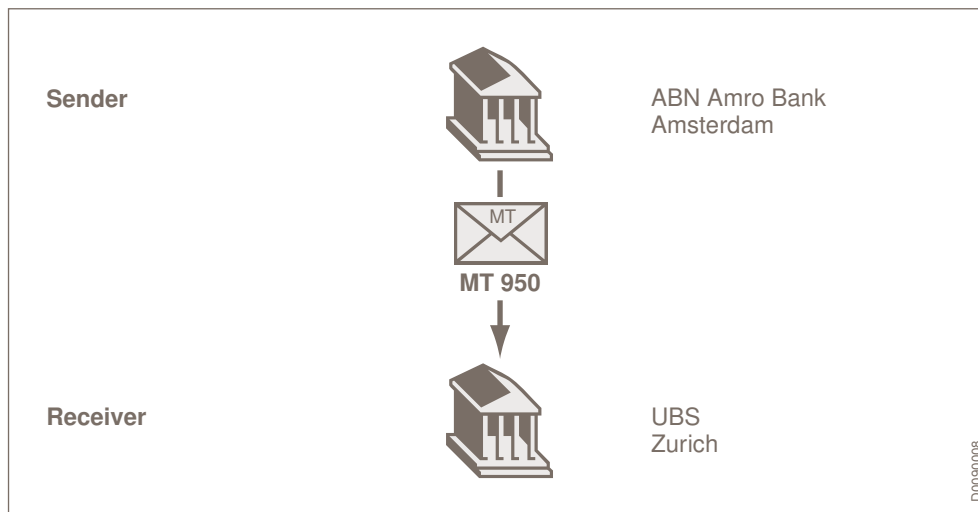 Sender
ABN Amro Bank
Amsterdam
MT
MT 950
Receiver
UBS
Zurich
D0090008